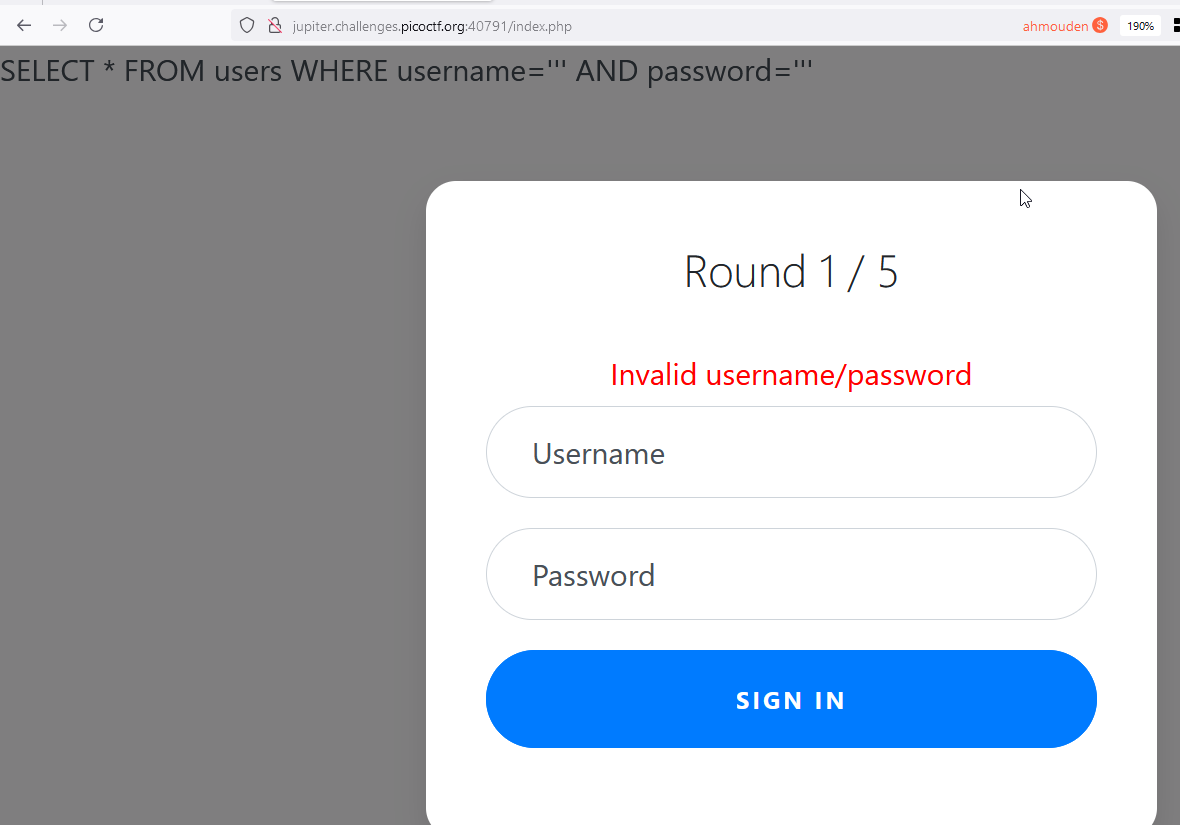 jupiter.challenges.picoctf.org:40791/index.php
ahmouden $
190%
SELECT * FROM users WHERE username=''' AND password='''
Round 1 / 5
Invalid username/password
Username
Password
SIGN IN